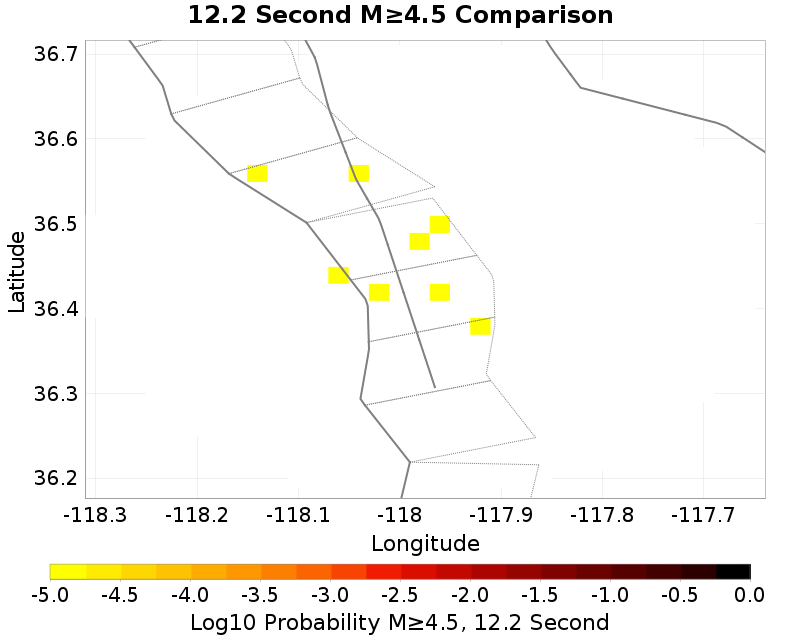 12.2 Second M≥4.5 Comparison
36.7
36.6
36.5
36.4
36.3
36.2
Latitude
-118.3 -118.2 -118.1 -118 -117.9 -117.8 -117.7
Longitude
-5.0 -4.5 -4.0 -3.5 -3.0 -2.5 -2.0 -1.5 -1.0 -0.5 0.0
Log10 Probability M≥4.5, 12.2 Second